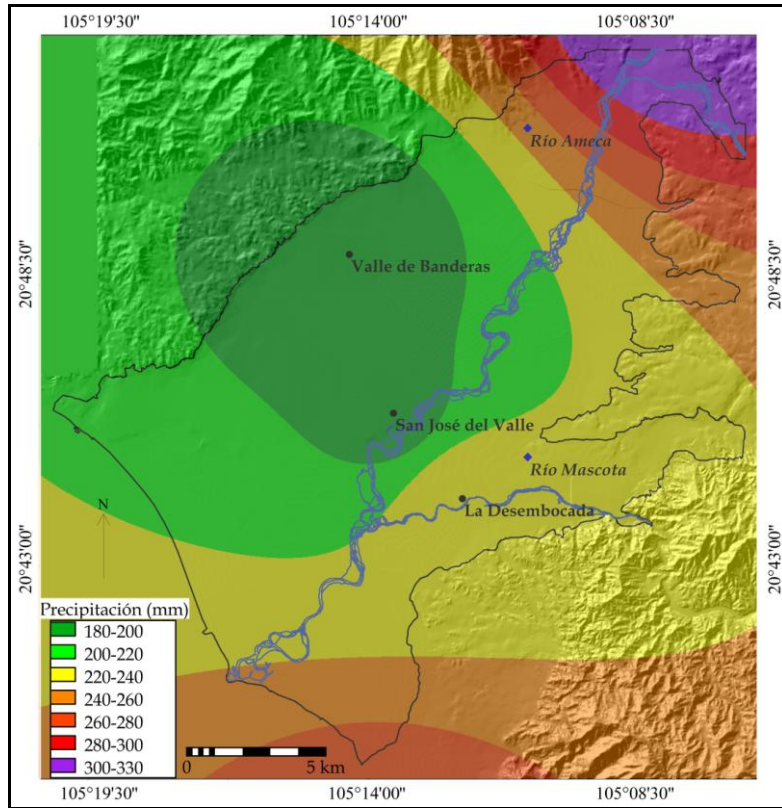 105°19'30" 105°14'00" 105°08'30"
Río Ameca
20°48'30" 20°48'30"
Valle de Banderas
San José del Valle
Río Mascota
La Desembocada
N
20°43'00" 20°43'00"
Precipitación (mm)
180-200
200-220
220-240
240-260
260-280
280-300
300-330
0 5 km
105°19'30" 105°14'00" 105°08'30"